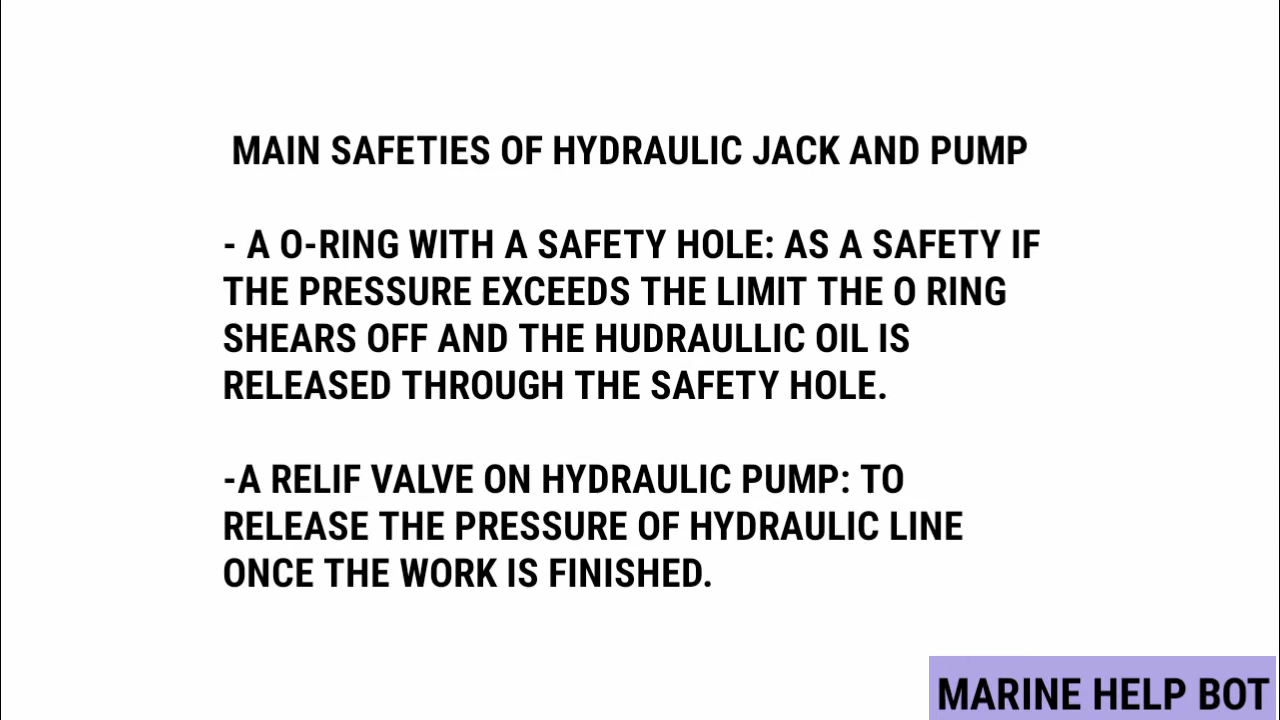 MAIN SAFETIES OF HYDRAULIC JACK AND PUMP
- A O-RING WITH A SAFETY HOLE: AS A SAFETY IF
THE PRESSURE EXCEEDS THE LIMIT THE O RING
SHEARS OFF AND THE HUDRAULLIC OIL IS
RELEASED THROUGH THE SAFETY HOLE.
-A RELIF VALVE ON HYDRAULIC PUMP: TO
RELEASE THE PRESSURE OF HYDRAULIC LINE
ONCE THE WORK IS FINISHED.
MARINE HELP BOT